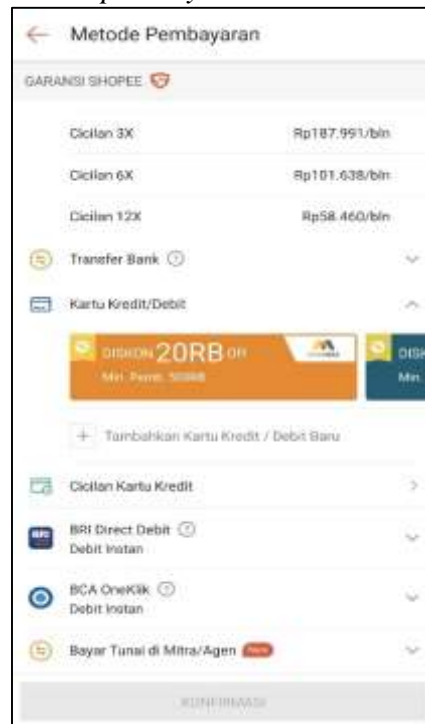 Metode Pembayaran
GARANSI SHOPEE
Cicilan 3X Rp187.991/bln
Cicilan 6X Rp101.638/bln
Cicilan 12X Rp58.460/bln
Transfer Bank
Kartu Kredit/Debit
DISKON 20RB
Min.
Min.
+ Tambahkan Kartu Kredit / Debit Baru
Cicilan Kartu Kredit
BRI Direct Debit
Debit Instan
BCA OneKlik
Debit Instan
Bayar Tunai di Mitra/Agen
KONFIRMASI